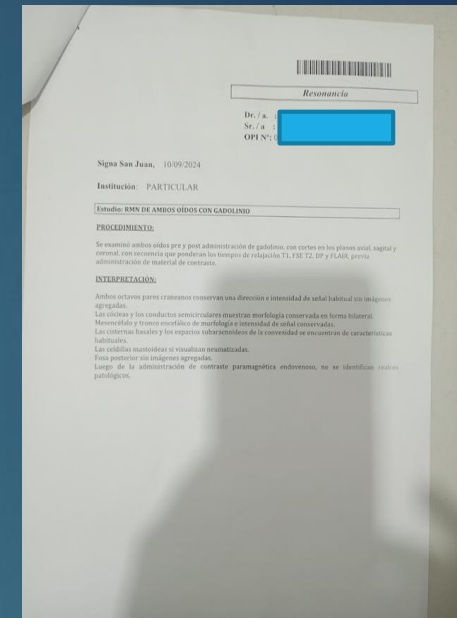 Resonancia
Dr. / a. :
Sr. / a :
OPI Nº:
Signa San Juan, 10/09/2024
Institución: PARTICULAR
Estudio: RMN DE AMBOS OÍDOS CON GADOLINIO
PROCEDIMIENTO:
Se examinó ambos oídos pre y post administración de gadolinio, con cortes en los planos axial, sagital y
coronal, con secuencia que ponderan los tiempos de relajación T1, FSE T2, DP y FLAIR, previa
administración de material de contraste.
INTERPRETACIÓN:
Ambos octavos pares craneanos conservan una dirección e intensidad de señal habitual sin imágenes
agregadas.
Las cócleas y los conductos semicirculares muestran morfología conservada en forma bilateral.
Mesencéfalo y tronco encefálico de morfología e intensidad de señal conservadas.
Las cisternas basales y los espacios subaracnoideos de la convexidad se encuentran de características
habituales.
Las celdillas mastoideas si visualizan neumatizadas.
Fosa posterior sin imágenes agregadas.
Luego de la administración de contraste paramagnética endovenoso, no se identifican realces
patológicos.